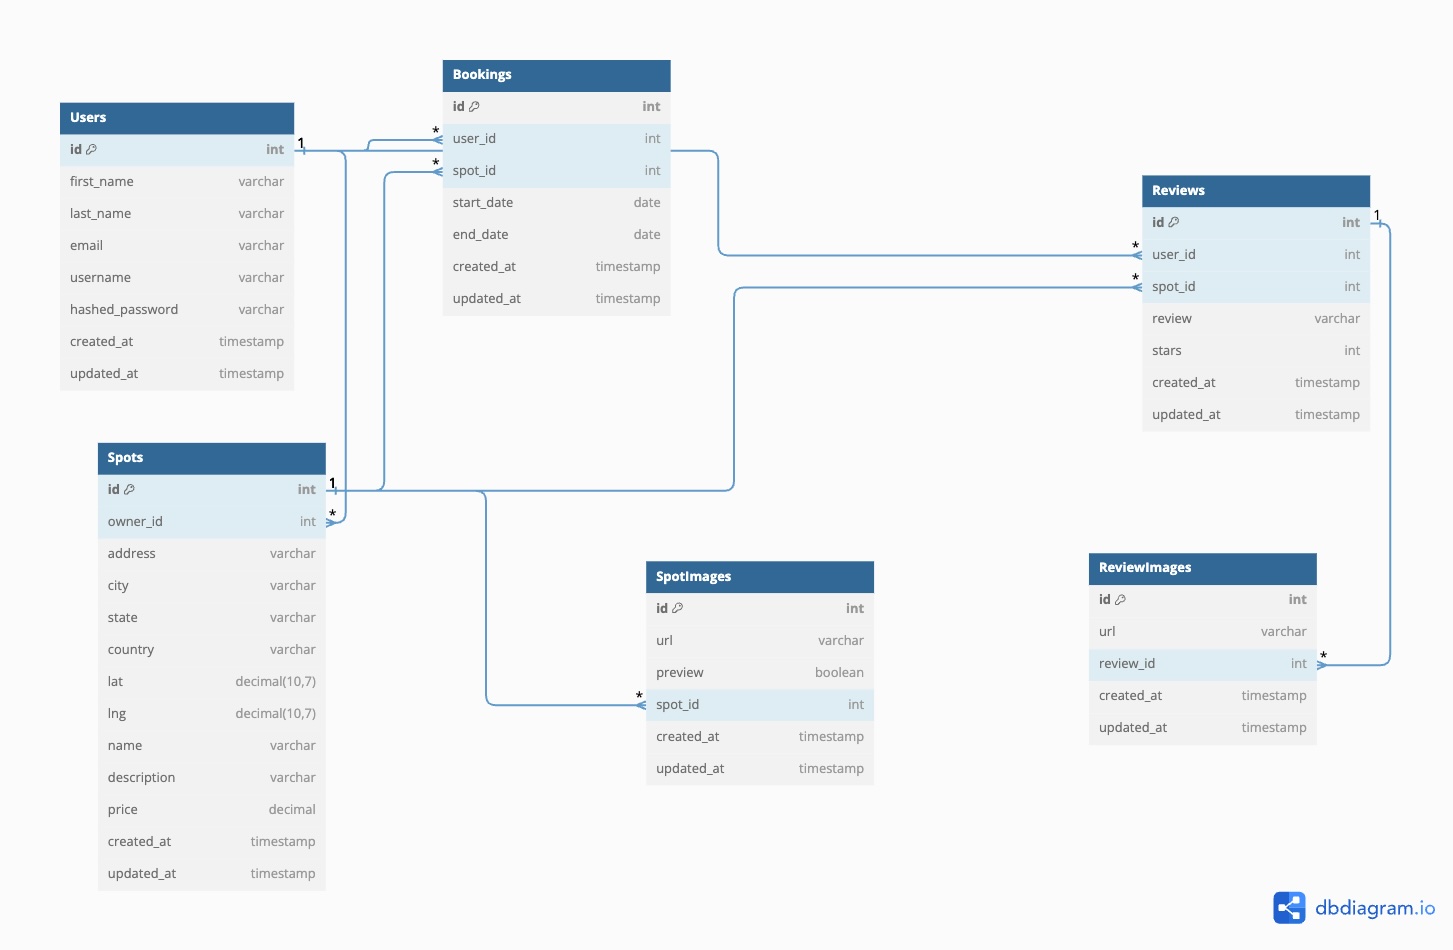 Users
id int
first_name varchar
last_name varchar
email varchar
username varchar
hashed_password varchar
created_at timestamp
updated_at timestamp
1
Bookings
id int
* user_id int
* spot_id int
start_date date
end_date date
created_at timestamp
updated_at timestamp
Reviews
id int 1
* user_id int
* spot_id int
review varchar
stars int
created_at timestamp
updated_at timestamp
Spots
id int 1
owner_id int *
address varchar
city varchar
state varchar
country varchar
lat decimal(10,7)
lng decimal(10,7)
name varchar
description varchar
price decimal
created_at timestamp
updated_at timestamp
SpotImages
id int
url varchar
preview boolean
* spot_id int
created_at timestamp
updated_at timestamp
ReviewImages
id int
url varchar
review_id int *
created_at timestamp
updated_at timestamp
dbdiagram.io